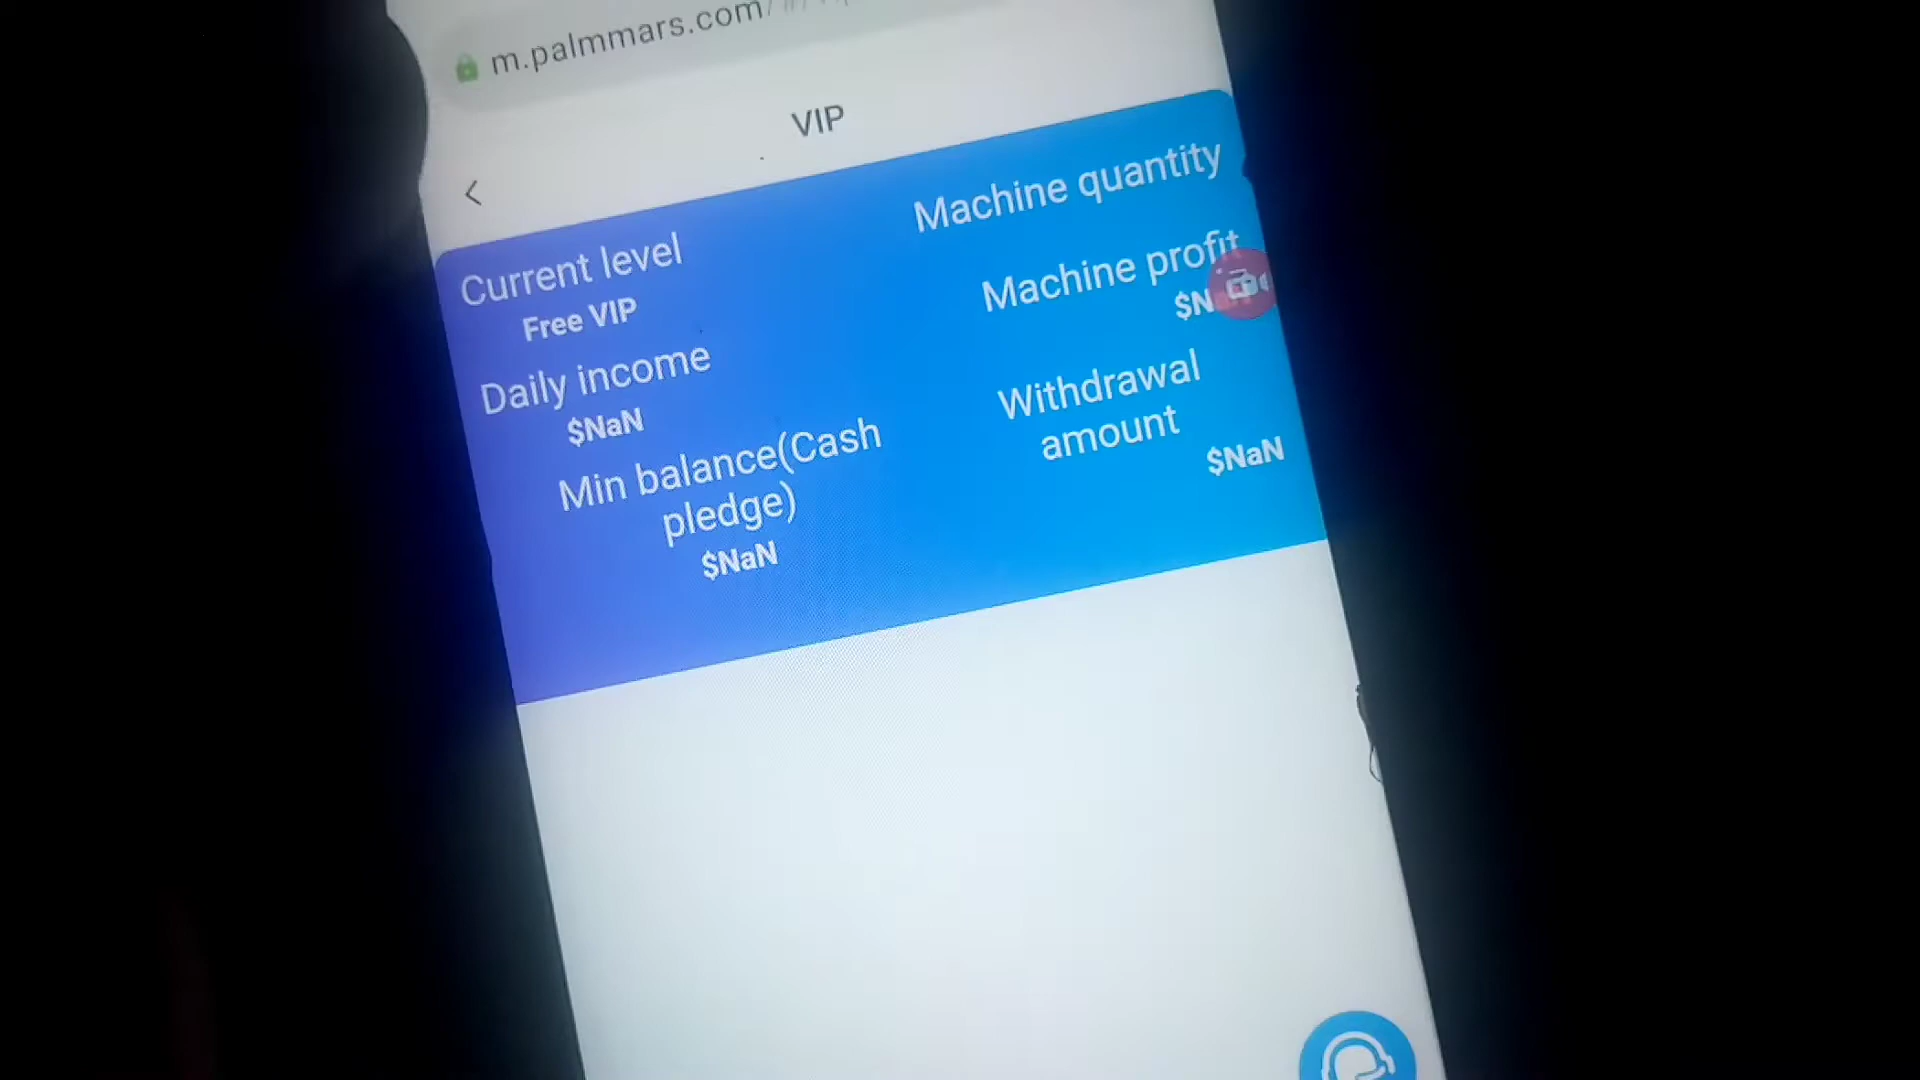 m.palmmars.com/#/
VIP
Current level
Free VIP
Machine quantity
Daily income
$NaN
Machine profit
Min balance(Cash
pledge)
$NaN
Withdrawal
amount
$NaN